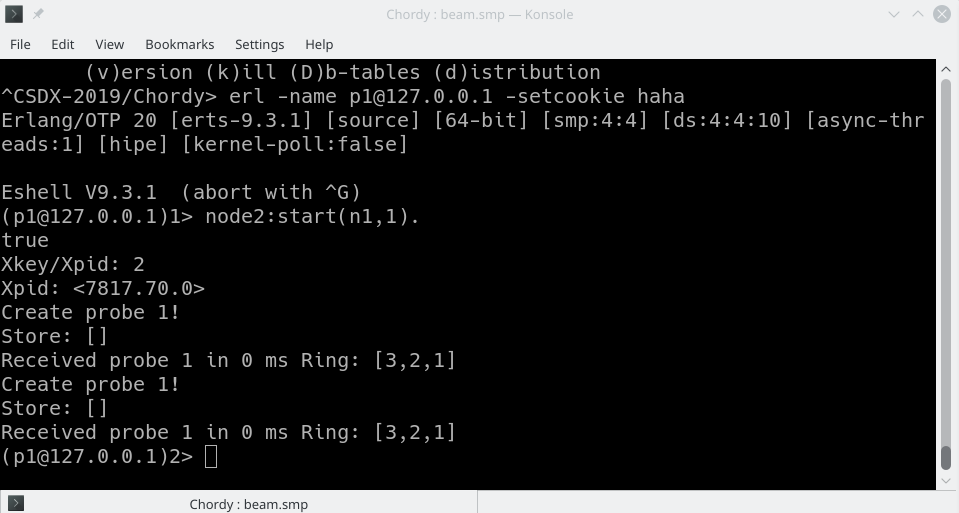 Chordy : beam.smp — Konsole
File Edit View Bookmarks Settings Help
(v)ersion (k)ill (D)b-tables (d)istribution
^CSDX-2019/Chordy> erl -name p1@127.0.0.1 -setcookie haha
Erlang/OTP 20 [erts-9.3.1] [source] [64-bit] [smp:4:4] [ds:4:4:10] [async-thr
eads:1] [hipe] [kernel-poll:false]
Eshell V9.3.1  (abort with ^G)
(p1@127.0.0.1)1> node2:start(n1,1).
true
Xkey/Xpid: 2
Xpid: <7817.70.0>
Create probe 1!
Store: []
Received probe 1 in 0 ms Ring: [3,2,1]
Create probe 1!
Store: []
Received probe 1 in 0 ms Ring: [3,2,1]
(p1@127.0.0.1)2>
Chordy : beam.smp